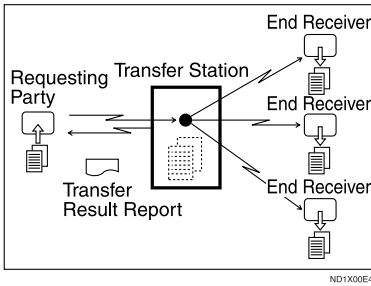 End Receiver
Requesting
Party
Transfer Station
End Receiver
End Receiver
Transfer
Result Report
ND1X00E4